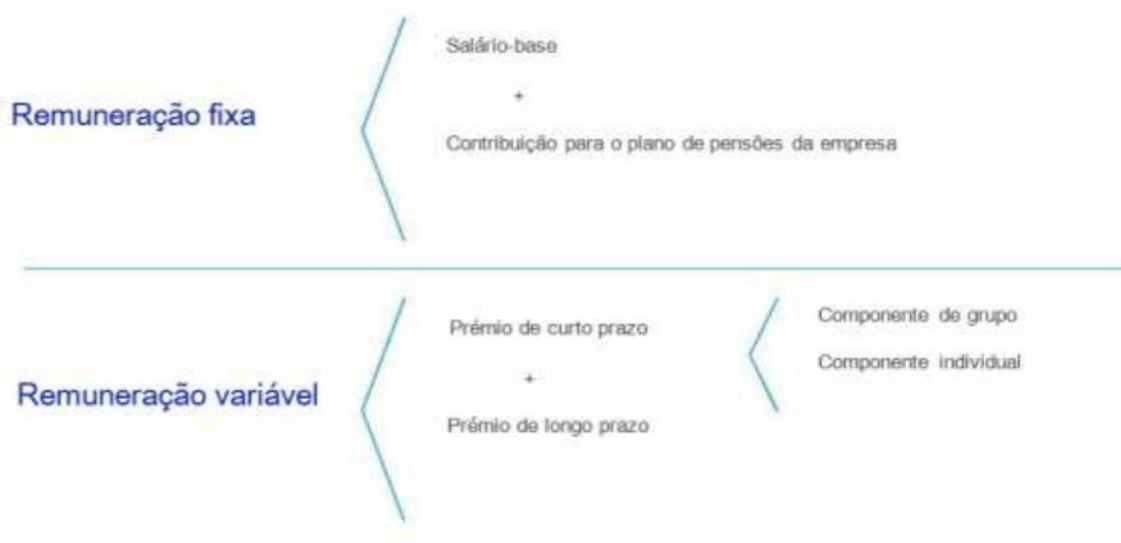 Salário-base
+
Remuneração fixa
Contribuição para o plano de pensões da empresa
Remuneração variável
Prémio de curto prazo
+
Prémio de longo prazo
Componente de grupo
Componente individual